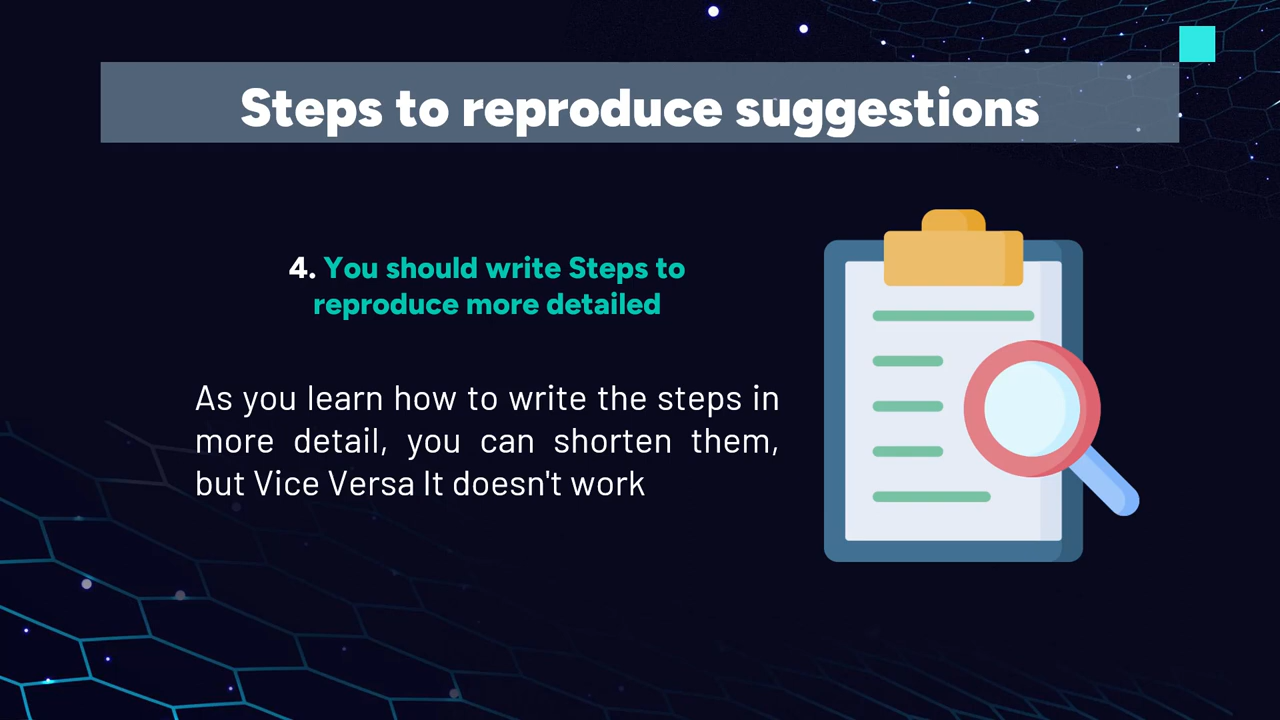 Steps to reproduce suggestions
4. You should write Steps to
reproduce more detailed
As you learn how to write the steps in
more detail, you can shorten them,
but Vice Versa It doesn't work